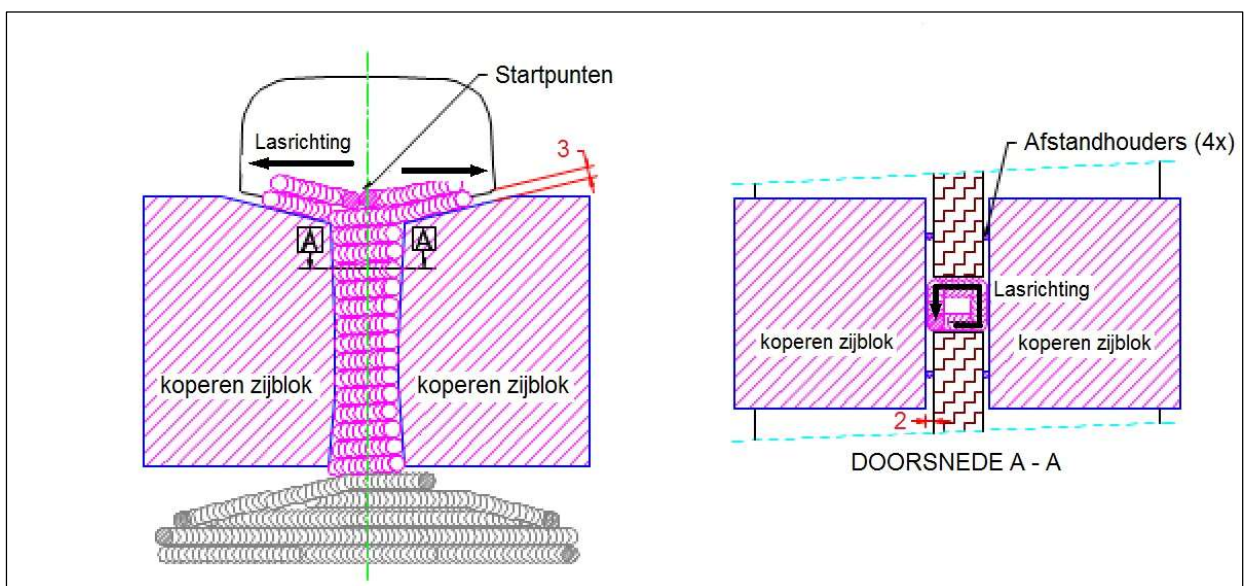 Startpunten
Lasrichting
3
A
A
koperen zijblok
koperen zijblok
Afstandhouders (4x)
Lasrichting
koperen zijblok
koperen zijblok
2
DOORSNEDE A - A